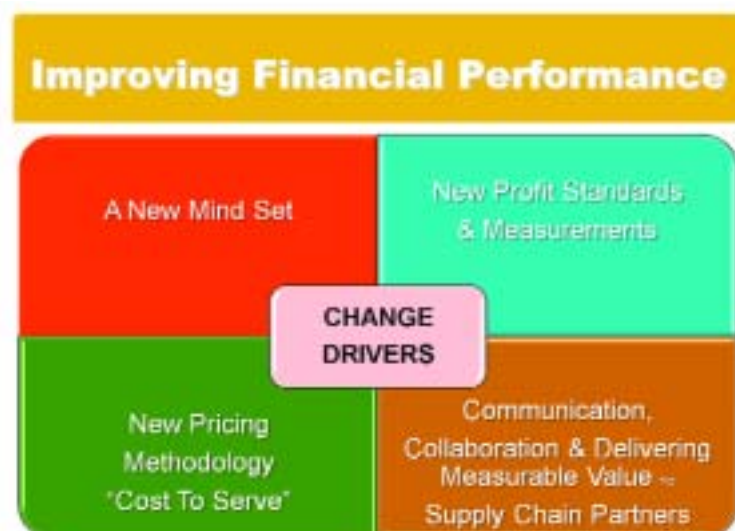 Improving Financial Performance
A New Mind Set
New Profit Standards
& Measurements
CHANGE
DRIVERS
New Pricing
Methodology
"Cost To Serve"
Communication,
Collaboration & Delivering
Measurable Value
Supply Chain Partners